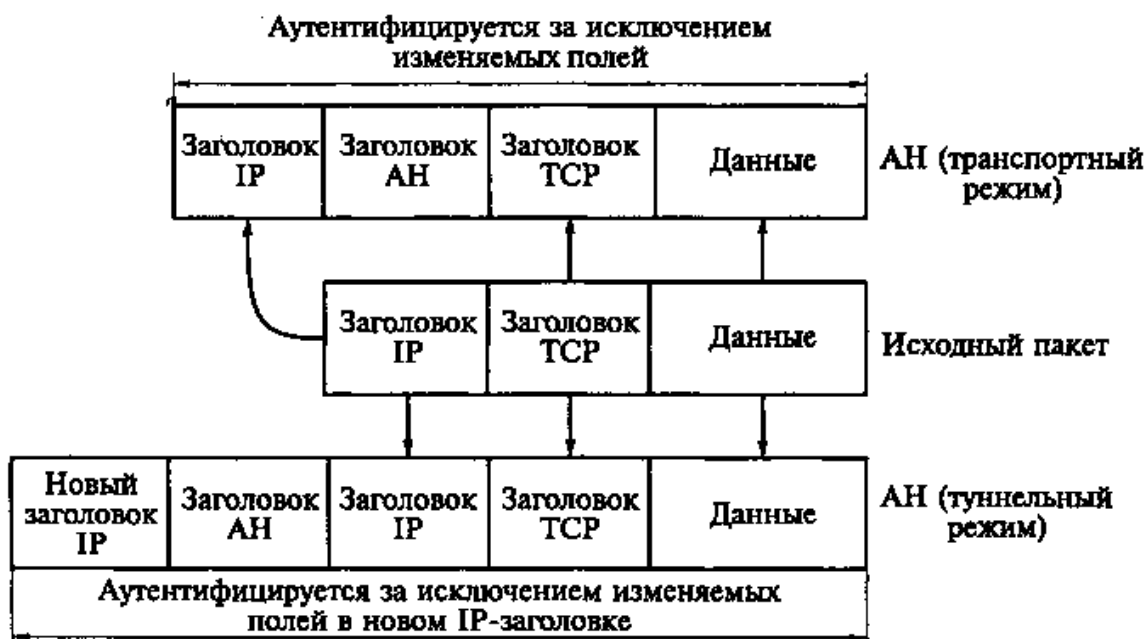 Аутентифицируется за исключением
изменяемых полей
Заголовок
IP
Заголовок
АН
Заголовок
TCP
Данные
АН (транспортный
режим)
Заголовок
IP
Заголовок
TCP
Данные
Исходный пакет
Новый
заголовок
IP
Заголовок
АН
Заголовок
IP
Заголовок
TCP
Данные
АН (туннельный
режим)
Аутентифицируется за исключением изменяемых
полей в новом IP-заголовке